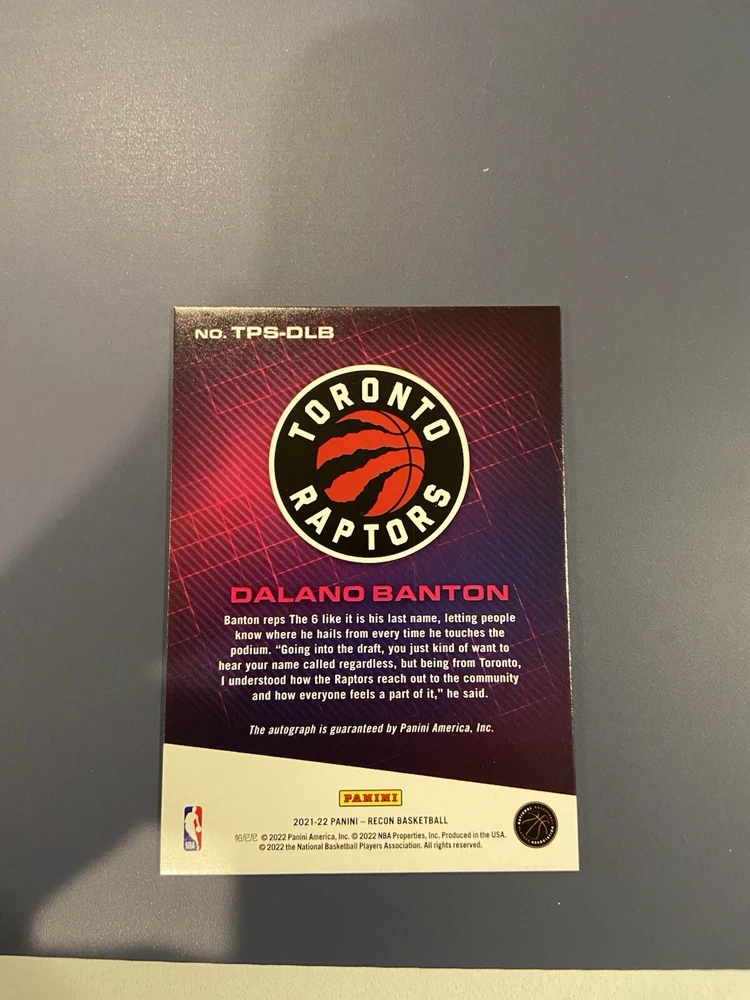 NO. TPS-DLB
TORONTO
RAPTORS
DALANO BANTON
Banton reps The 6 like it is his last name, letting people
know where he hails from every time he touches the
podium. “Going into the draft, you just kind of want to
hear your name called regardless, but being from Toronto,
I understood how the Raptors reach out to the community
and how everyone feels a part of it,” he said.
The autograph is guaranteed by Panini America, Inc.
PANINI
2021-22 PANINI – RECON BASKETBALL
帕尼尼 © 2022 Panini America, Inc. © 2022 NBA Properties, Inc. Produced in the USA.
© 2022 the National Basketball Players Association. All rights reserved.
NBA